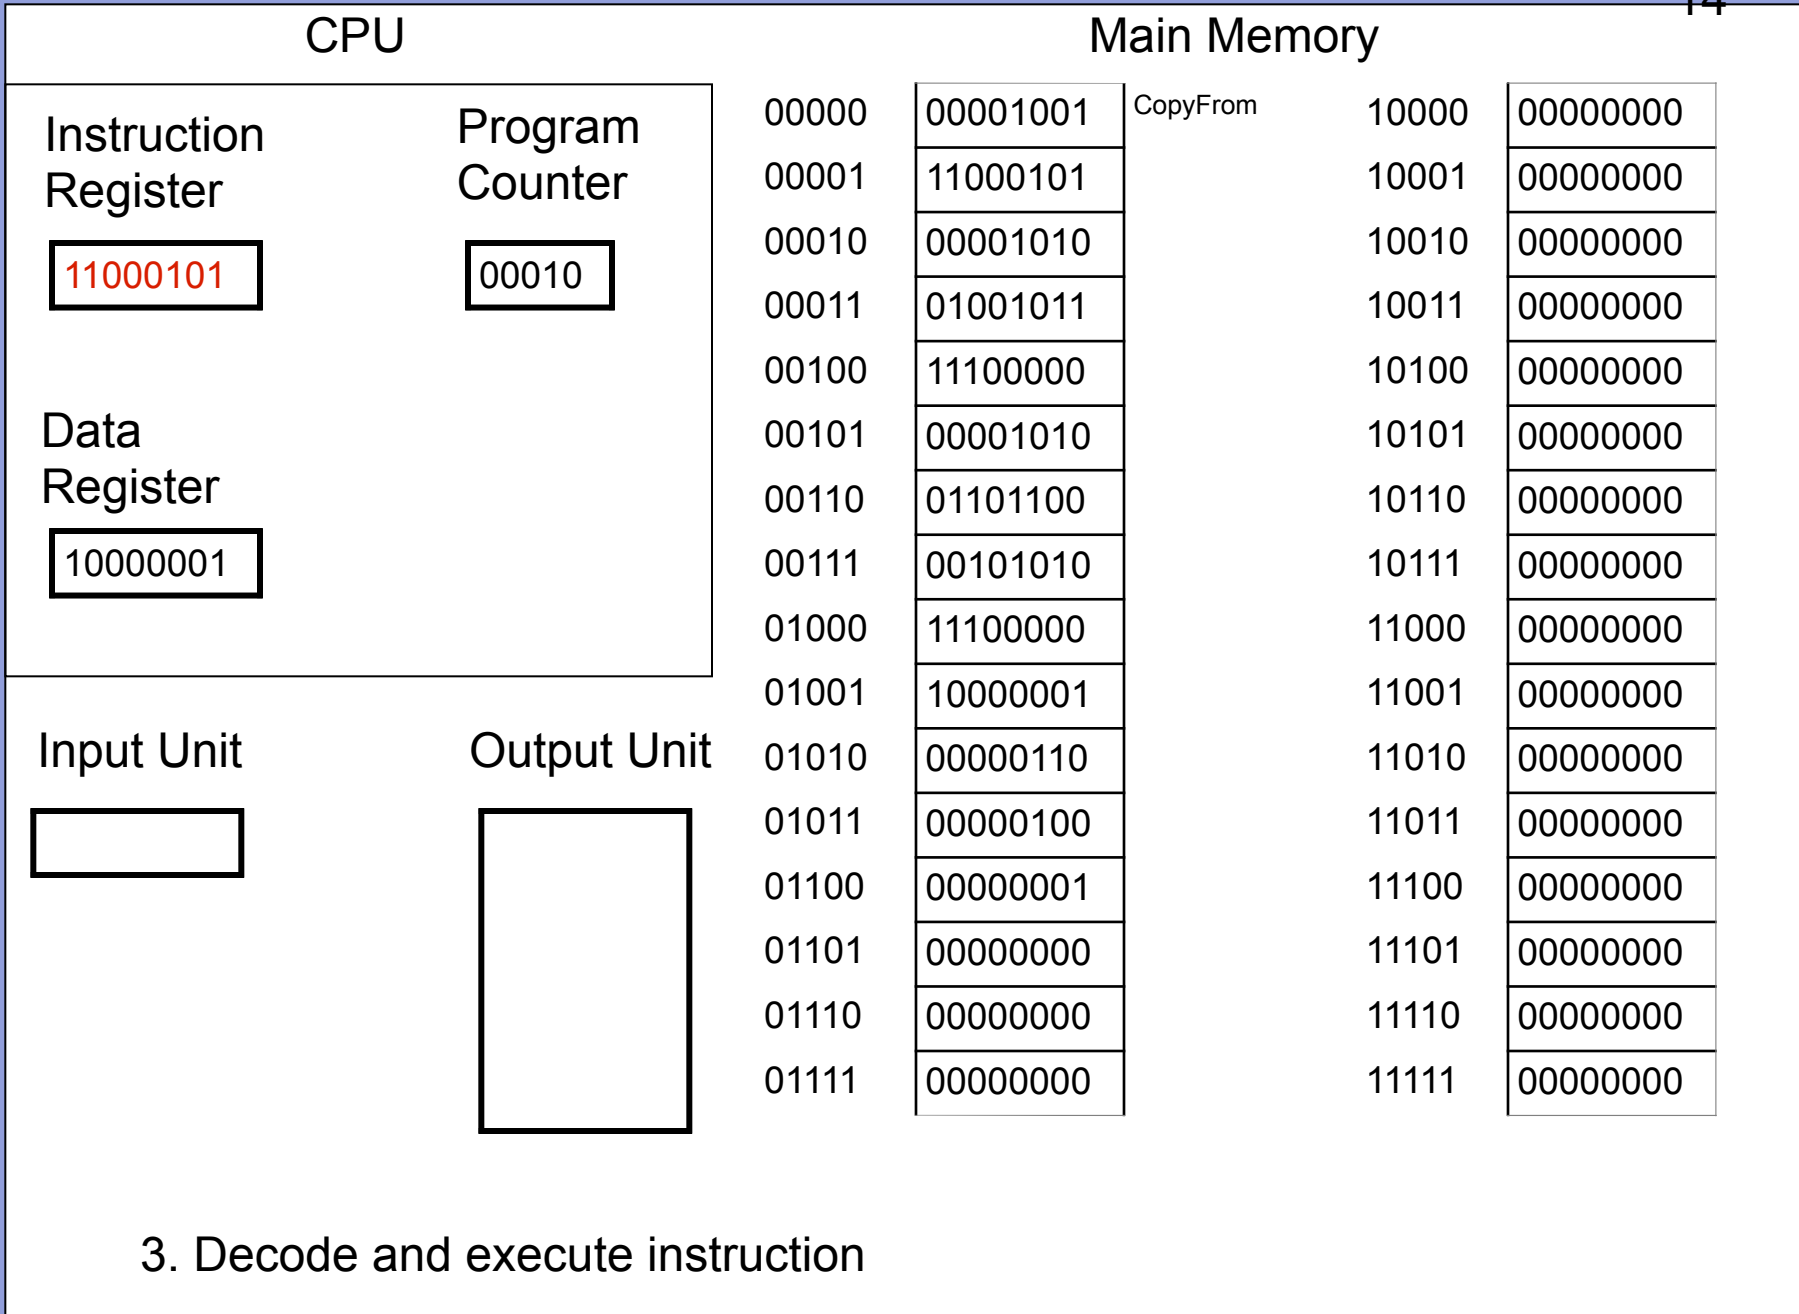 14
CPU
Main Memory
Instruction
Register
11000101
Program
Counter
00010
Data
Register
10000001
Input Unit
Output Unit
00000 00001001 CopyFrom
00001 11000101
00010 00001010
00011 01001011
00100 11100000
00101 00001010
00110 01101100
00111 00101010
01000 11100000
01001 10000001
01010 00000110
01011 00000100
01100 00000001
01101 00000000
01110 00000000
01111 00000000
10000 00000000
10001 00000000
10010 00000000
10011 00000000
10100 00000000
10101 00000000
10110 00000000
10111 00000000
11000 00000000
11001 00000000
11010 00000000
11011 00000000
11100 00000000
11101 00000000
11110 00000000
11111 00000000
3. Decode and execute instruction